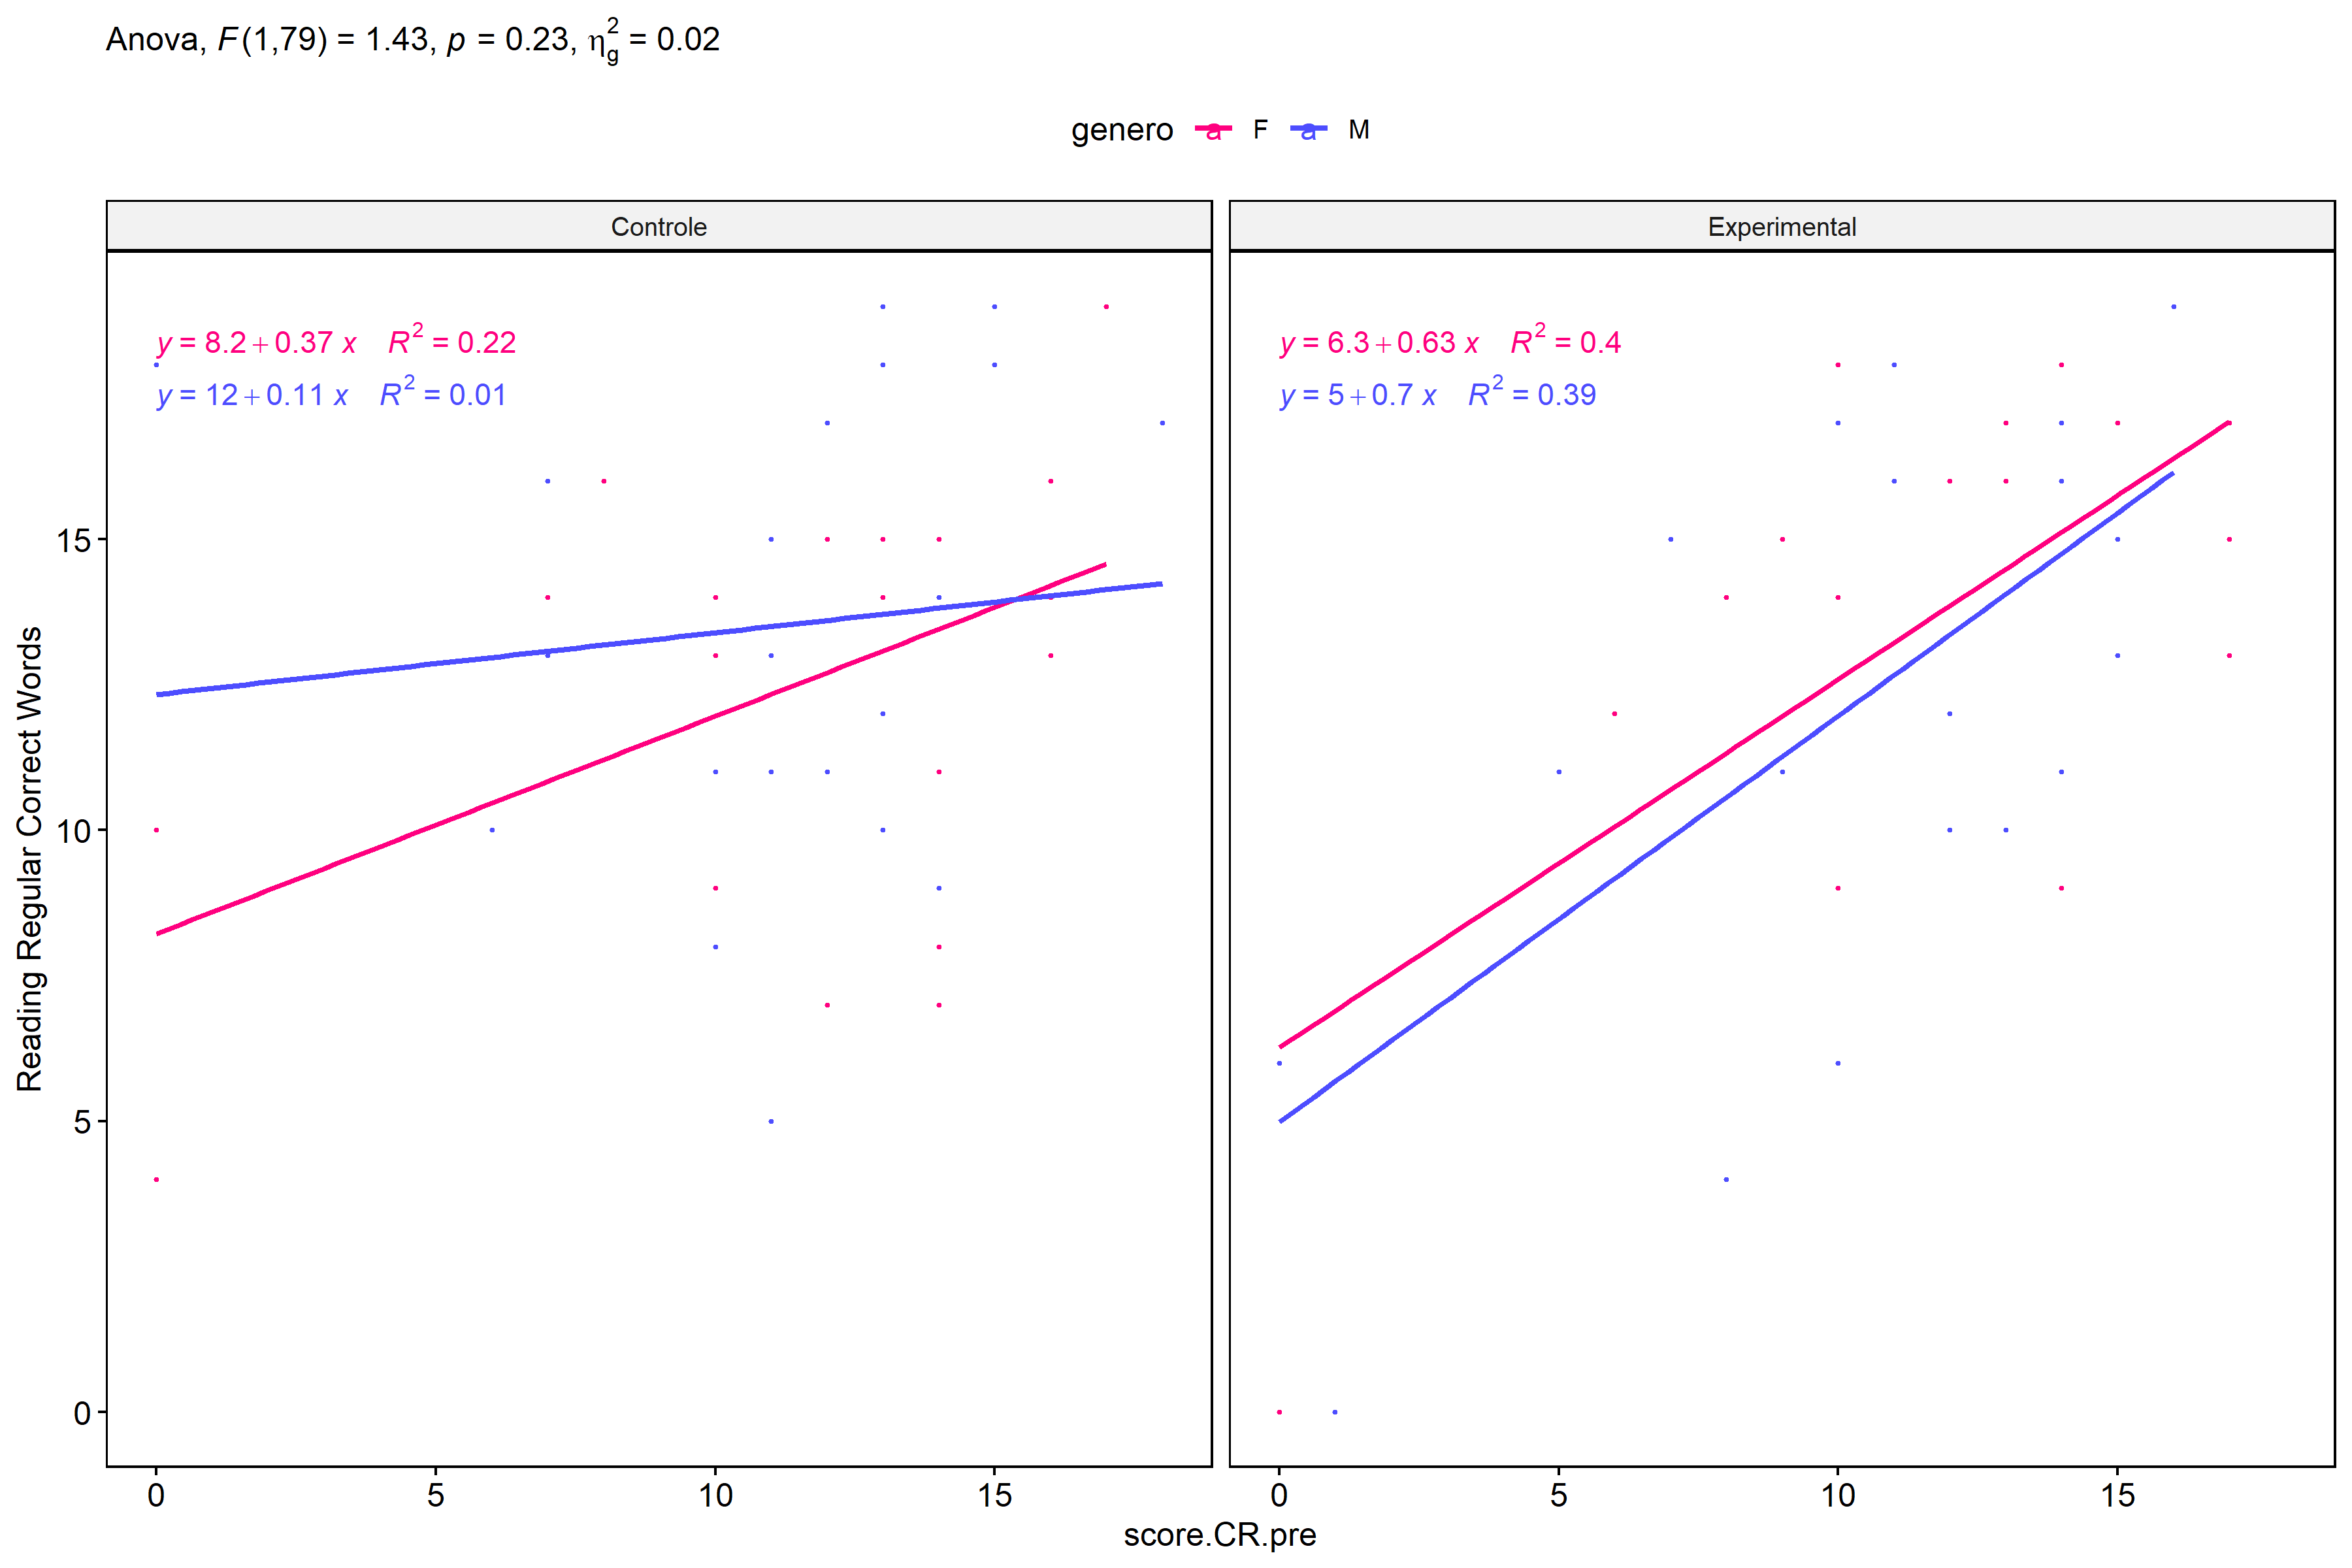 Anova, F(1,79) = 1.43, p = 0.23, η²g = 0.02
genero a F a M
Controle
Experimental
y = 8.2+0.37 x R² = 0.22
y = 12+0.11 x R² = 0.01
y = 6.3+0.63 x R² = 0.4
y = 5+0.7 x R² = 0.39
Reading Regular Correct Words
15
10
5
0
0 5 10 15
0 5 10 15
score.CR.pre